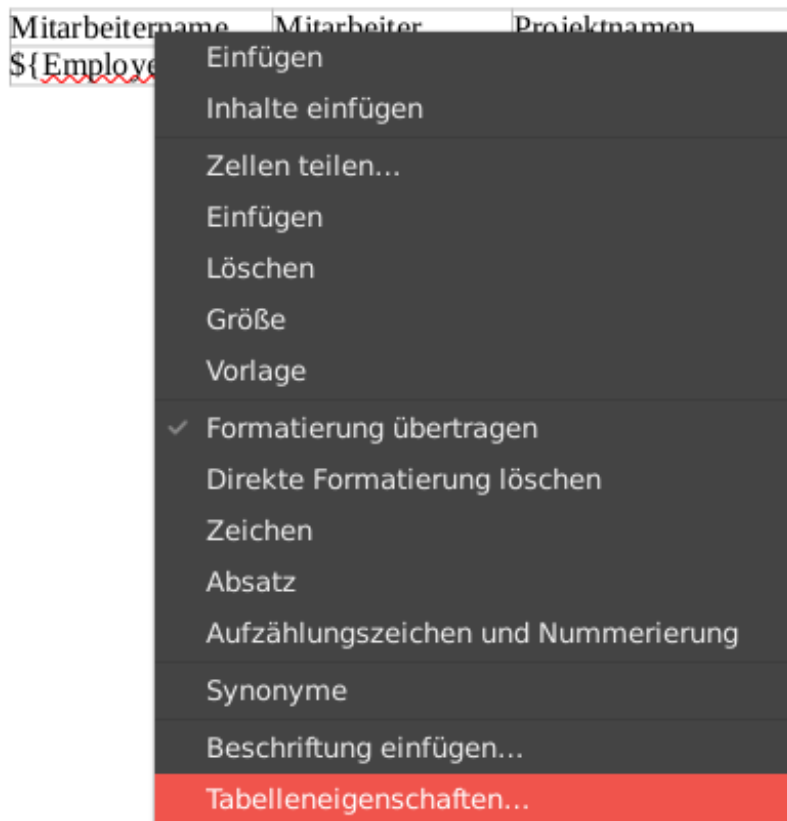 Mitarbeitername Mitarbeiter Projektnamen
${Employe
Einfügen
Inhalte einfügen
Zellen teilen...
Einfügen
Löschen
Größe
Vorlage
Formatierung übertragen
Direkte Formatierung löschen
Zeichen
Absatz
Aufzählungszeichen und Nummerierung
Synonyme
Beschriftung einfügen...
Tabelleneigenschaften...